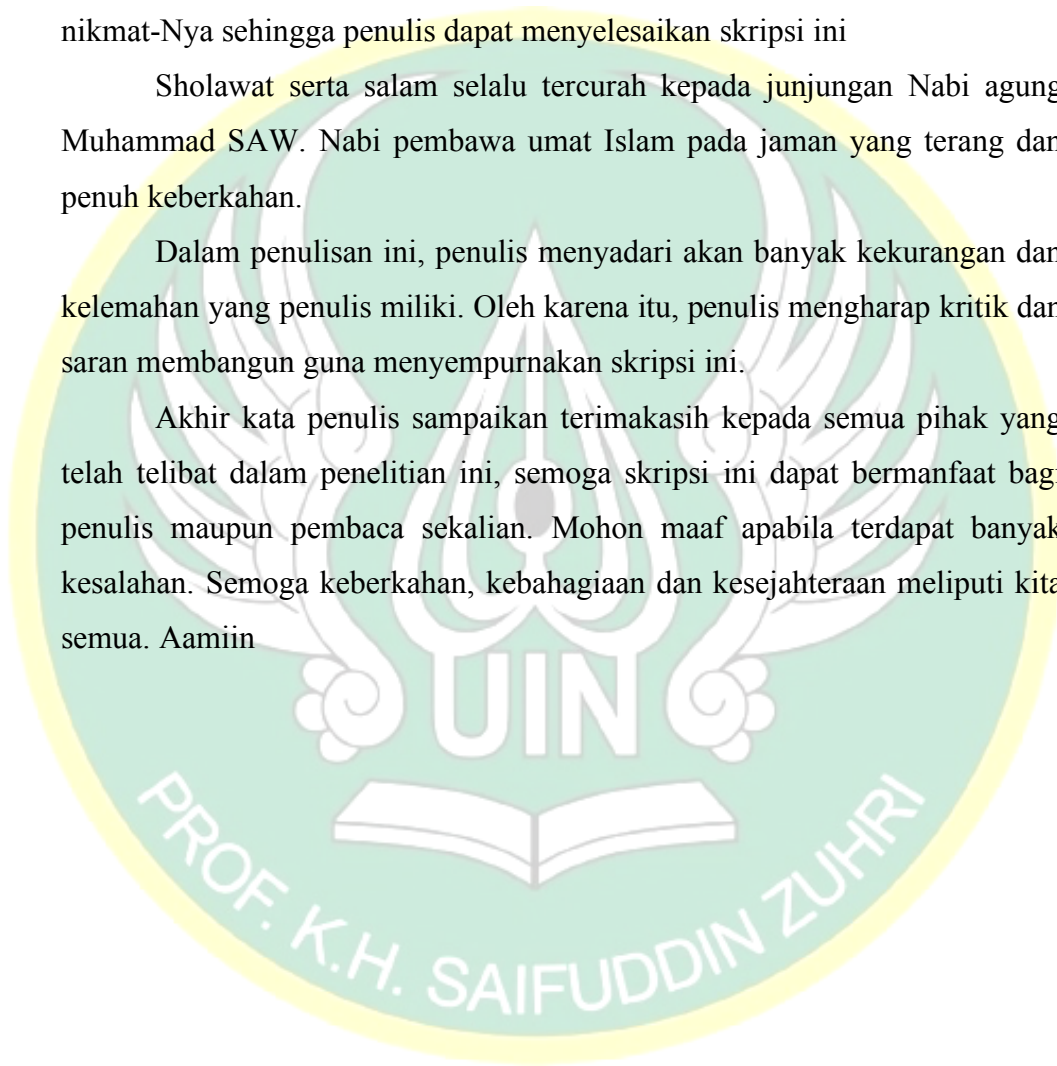 nikmat-Nya sehingga penulis dapat menyelesaikan skripsi ini
Sholawat serta salam selalu tercurah kepada junjungan Nabi agung
Muhammad SAW. Nabi pembawa umat Islam pada jaman yang terang dan
penuh keberkahan.
Dalam penulisan ini, penulis menyadari akan banyak kekurangan dan
kelemahan yang penulis miliki. Oleh karena itu, penulis mengharap kritik dan
saran membangun guna menyempurnakan skripsi ini.
Akhir kata penulis sampaikan terimakasih kepada semua pihak yang
telah telibat dalam penelitian ini, semoga skripsi ini dapat bermanfaat bagi
penulis maupun pembaca sekalian. Mohon maaf apabila terdapat banyak
kesalahan. Semoga keberkahan, kebahagiaan dan kesejahteraan meliputi kita
semua. Aamiin
UIN
PROF. K.H. SAIFUDDIN ZUHRI